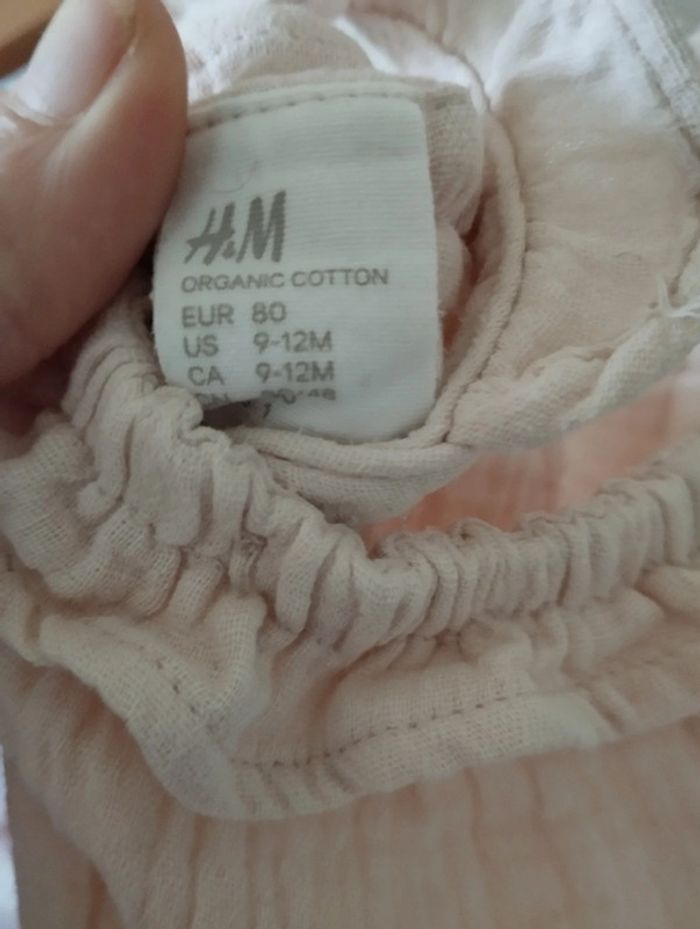 H&M
ORGANIC COTTON
EUR 80
US 9-12M
CA 9-12M